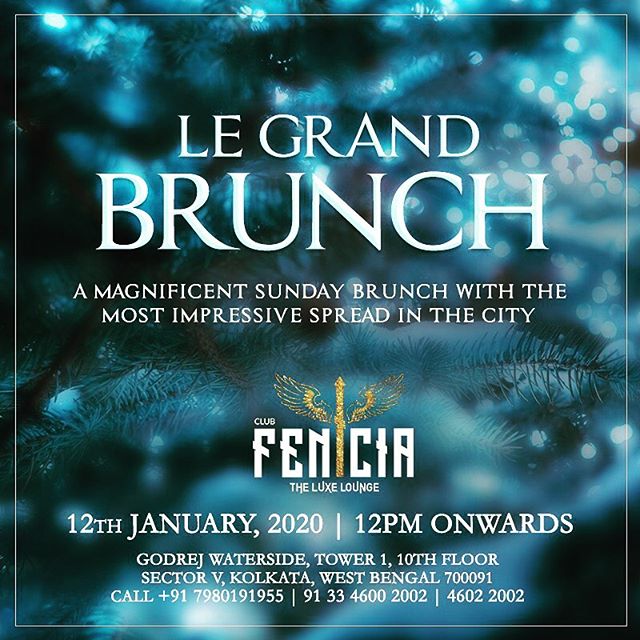 LE GRAND
BRUNCH
A MAGNIFICENT SUNDAY BRUNCH WITH THE
MOST IMPRESSIVE SPREAD IN THE CITY
CLUB
FENICIA
THE LUXE LOUNGE
12TH JANUARY, 2020 | 12PM ONWARDS
GODREJ WATERSIDE, TOWER 1, 10TH FLOOR
SECTOR V, KOLKATA, WEST BENGAL 700091
CALL +91 7980191955 | 91 33 4600 2002 | 4602 2002